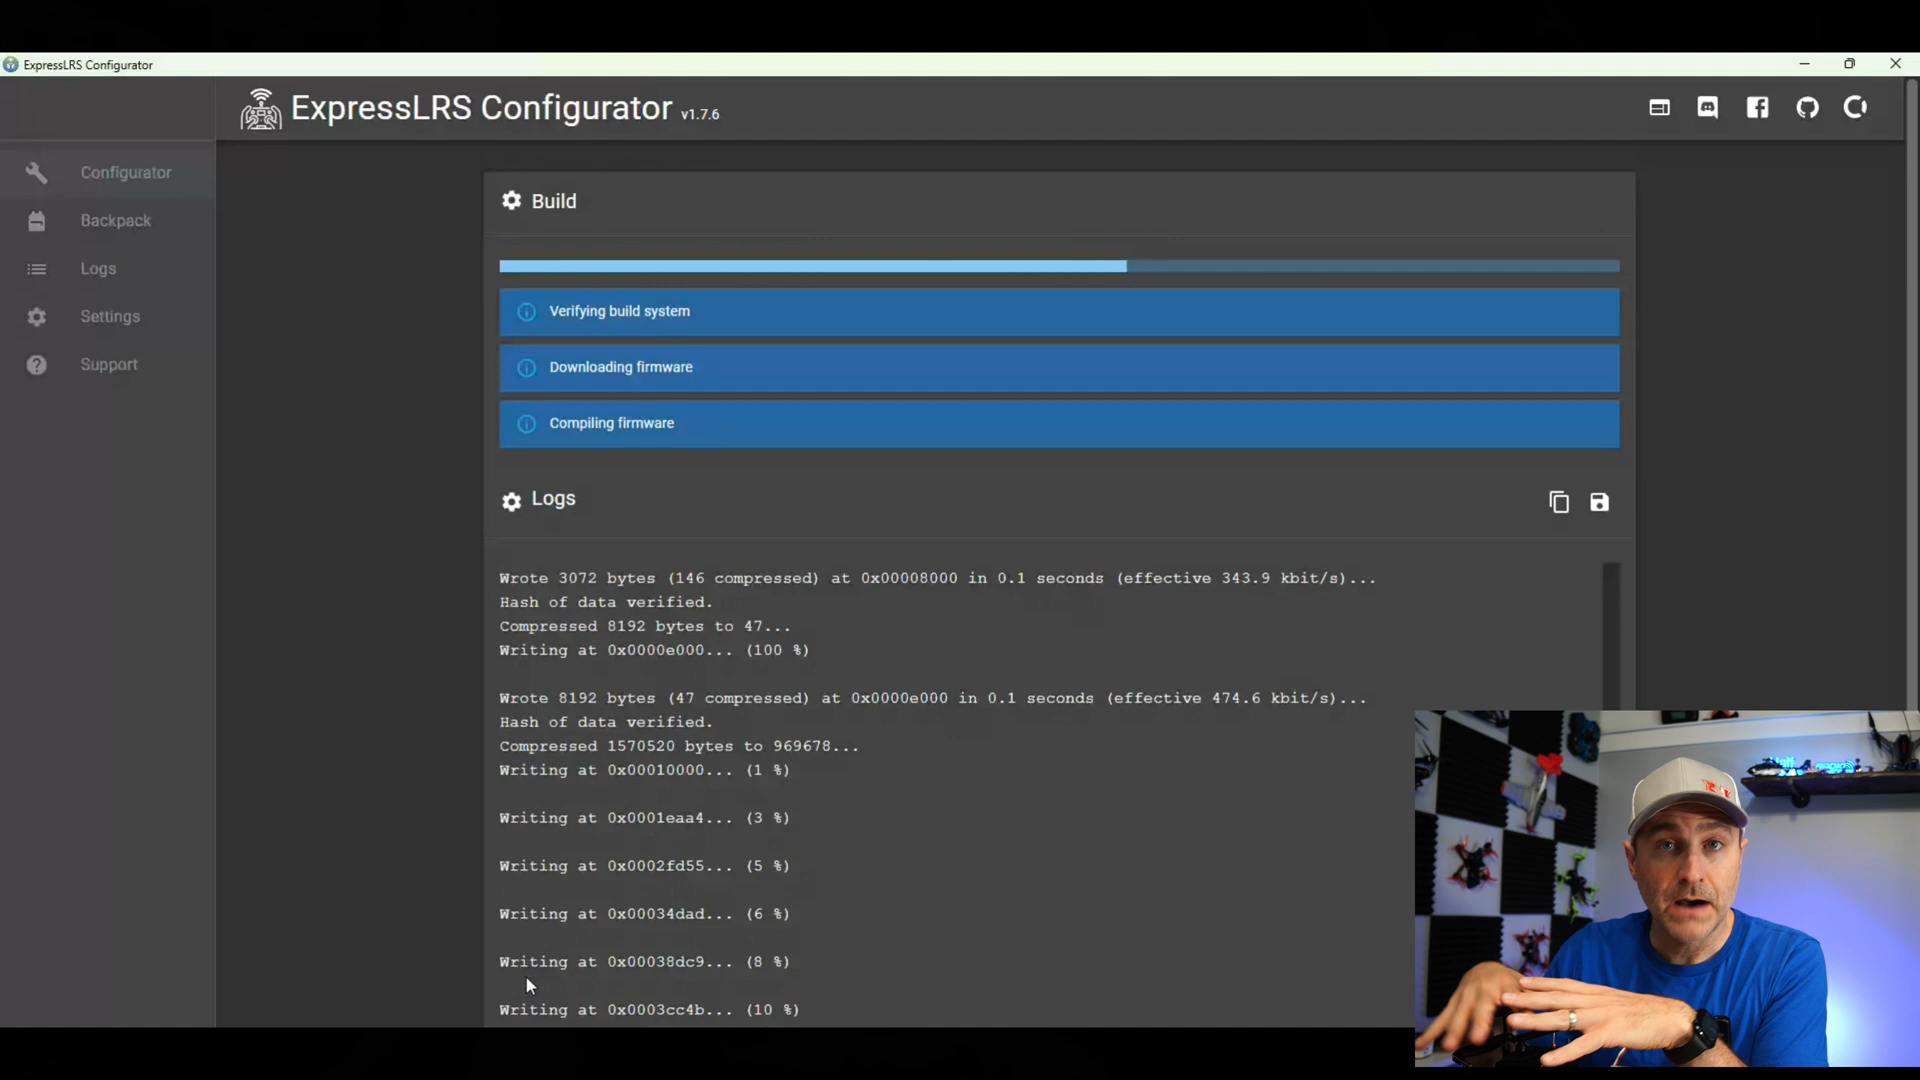 ExpressLRS Configurator
ExpressLRS Configurator v1.7.6
Configurator
Backpack
Logs
Settings
Support
Build
Verifying build system
Downloading firmware
Compiling firmware
Logs
Wrote 3072 bytes (146 compressed) at 0x00008000 in 0.1 seconds (effective 343.9 kbit/s)...
Hash of data verified.
Compressed 8192 bytes to 47...
Writing at 0x0000e000... (100 %)
Wrote 8192 bytes (47 compressed) at 0x0000e000 in 0.1 seconds (effective 474.6 kbit/s)...
Hash of data verified.
Compressed 1570520 bytes to 969678...
Writing at 0x00010000... (1 %)
Writing at 0x0001eaa4... (3 %)
Writing at 0x0002fd55... (5 %)
Writing at 0x00034dad... (6 %)
Writing at 0x00038dc9... (8 %)
Writing at 0x0003cc4b... (10 %)